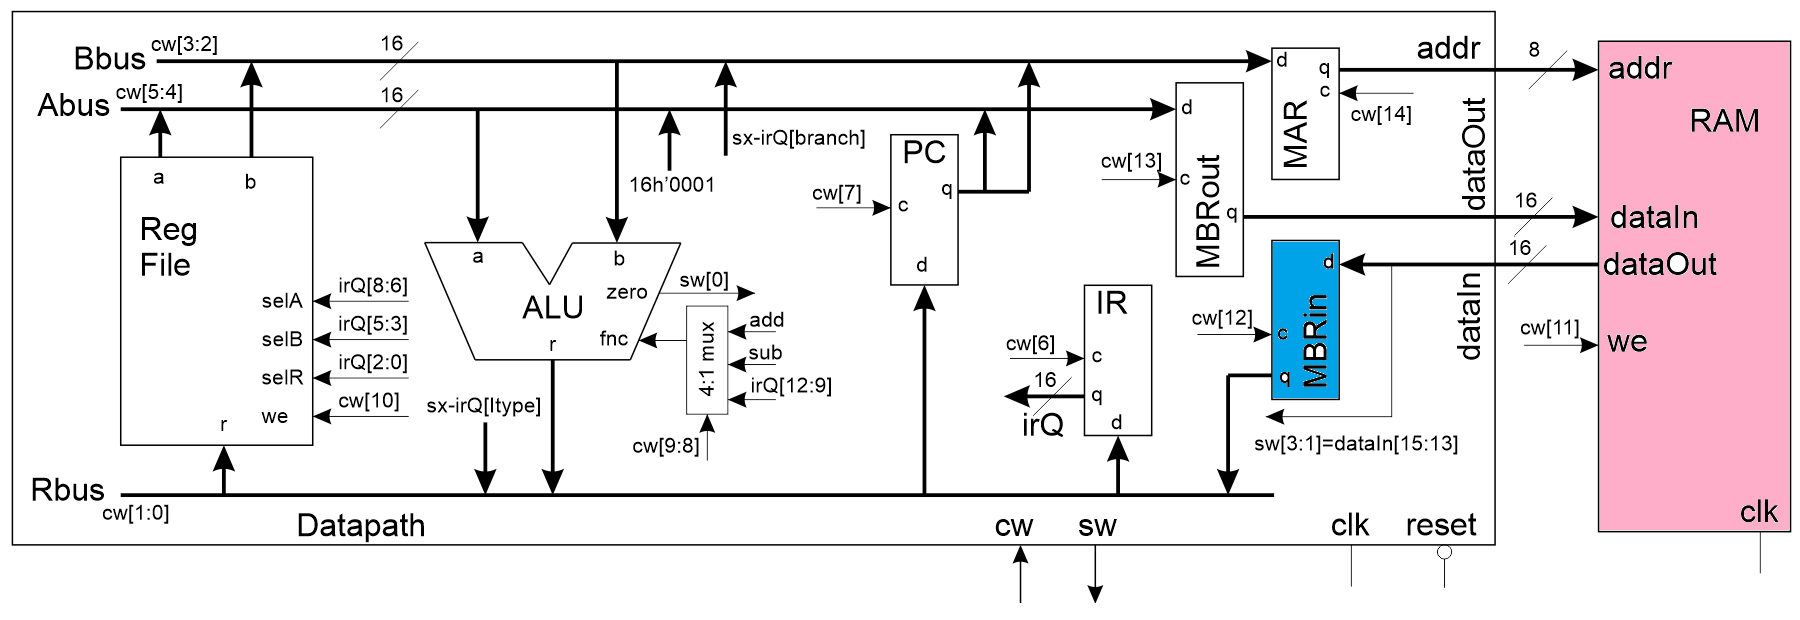 Bbus
cw[3:2]
16
Abus
cw[5:4]
16
a
b
Reg
File
selA
selB
selR
we
r
irQ[8:6]
irQ[5:3]
irQ[2:0]
cw[10]
a
b
ALU
zero
fnc
r
sw[0]
4:1 mux
add
sub
irQ[12:9]
cw[9:8]
sx-irQ[Itype]
16h'0001
sx-irQ[branch]
PC
q
c
d
cw[7]
IR
c
q
d
cw[6]
16
irQ
MBRout
d
c
q
cw[13]
MAR
d
q
c
cw[14]
MBRin
d
c
q
cw[12]
sw[3:1]=dataIn[15:13]
addr
dataOut
dataIn
8
16
16
cw[11]
addr
RAM
dataIn
dataOut
we
clk
Rbus
cw[1:0]
Datapath
cw
sw
clk
reset